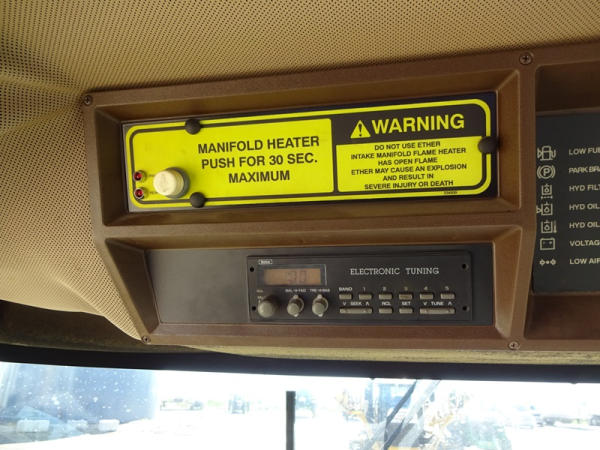 MANIFOLD HEATER
PUSH FOR 30 SEC.
MAXIMUM
WARNING
DO NOT USE ETHER
INTAKE MANIFOLD FLAME HEATER
HAS OPEN FLAME
ETHER MAY CAUSE AN EXPLOSION
AND RESULT IN
SEVERE INJURY OR DEATH
ELECTRONIC TUNING
BAND 1 2 3 4 5
V SEEK Λ RCL SET V TUNE Λ
LOW FUE
PARK BRA
HYD FILT
HYD OIL
HYD OIL
VOLTAG
LOW AIR